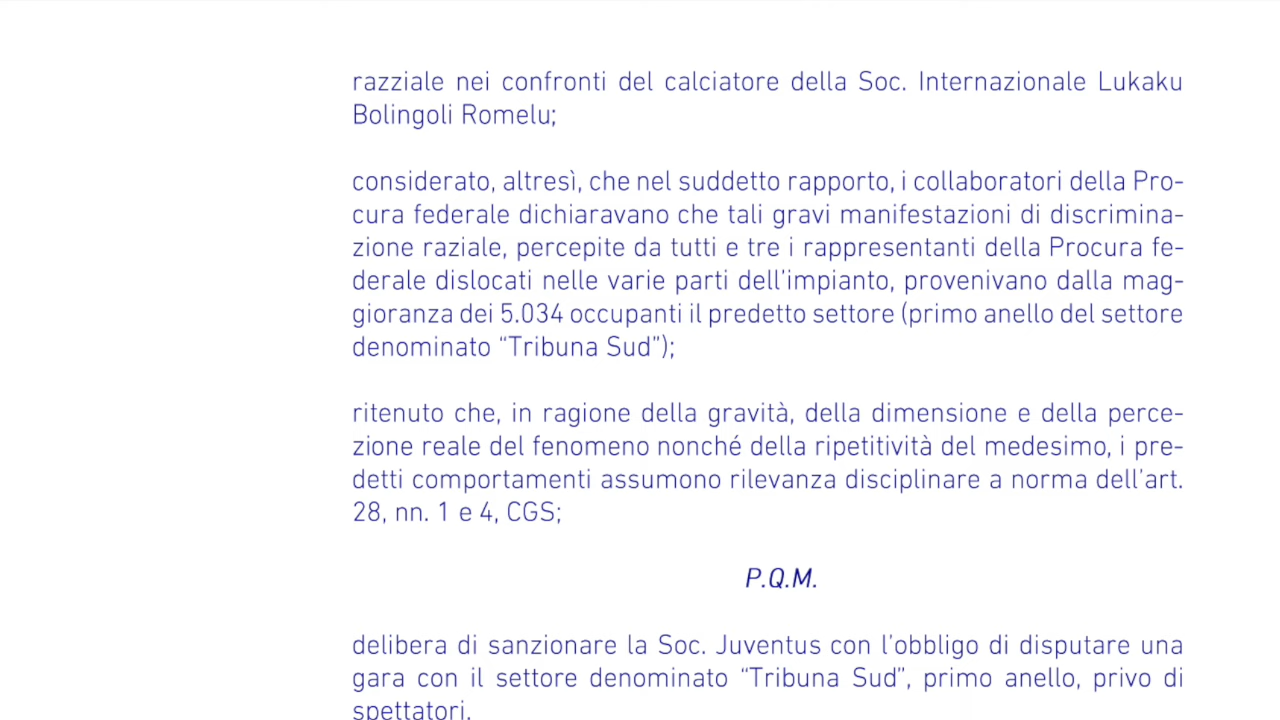 razziale nei confronti del calciatore della Soc. Internazionale Lukaku
Bolingoli Romelu;
considerato, altresì, che nel suddetto rapporto, i collaboratori della Pro-
cura federale dichiaravano che tali gravi manifestazioni di discrimina-
zione raziale, percepite da tutti e tre i rappresentanti della Procura fe-
derale dislocati nelle varie parti dell'impianto, provenivano dalla mag-
gioranza dei 5.034 occupanti il predetto settore (primo anello del settore
denominato “Tribuna Sud”);
ritenuto che, in ragione della gravità, della dimensione e della perce-
zione reale del fenomeno nonché della ripetitività del medesimo, i pre-
detti comportamenti assumono rilevanza disciplinare a norma dell'art.
28, nn. 1 e 4, CGS;
P.Q.M.
delibera di sanzionare la Soc. Juventus con l'obbligo di disputare una
gara con il settore denominato “Tribuna Sud”, primo anello, privo di
spettatori.